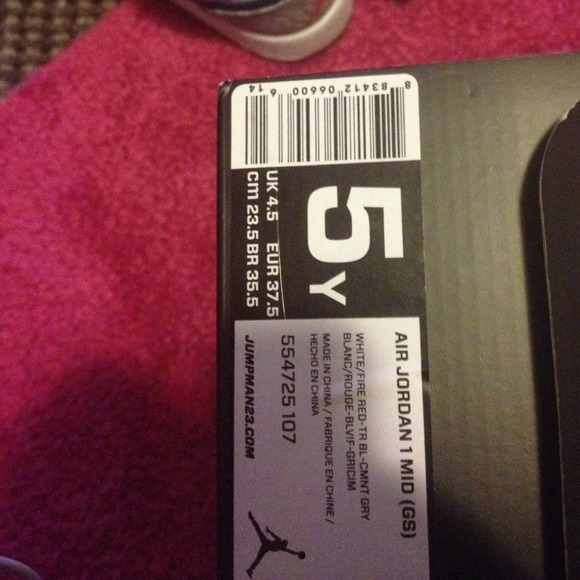 8 83412 06600 6 14
5 Y
UK 4.5 EUR 37.5
cm 23.5 BR 35.5
AIR JORDAN 1 MID (GS)
WHITE/FIRE RED-TR BL-CMNT GRY
BLANC/ROUGE-BLVIF-GRICIM
MADE IN CHINA / FABRIQUE EN CHINE /
HECHO EN CHINA
554725 107
JUMPMAN23.COM